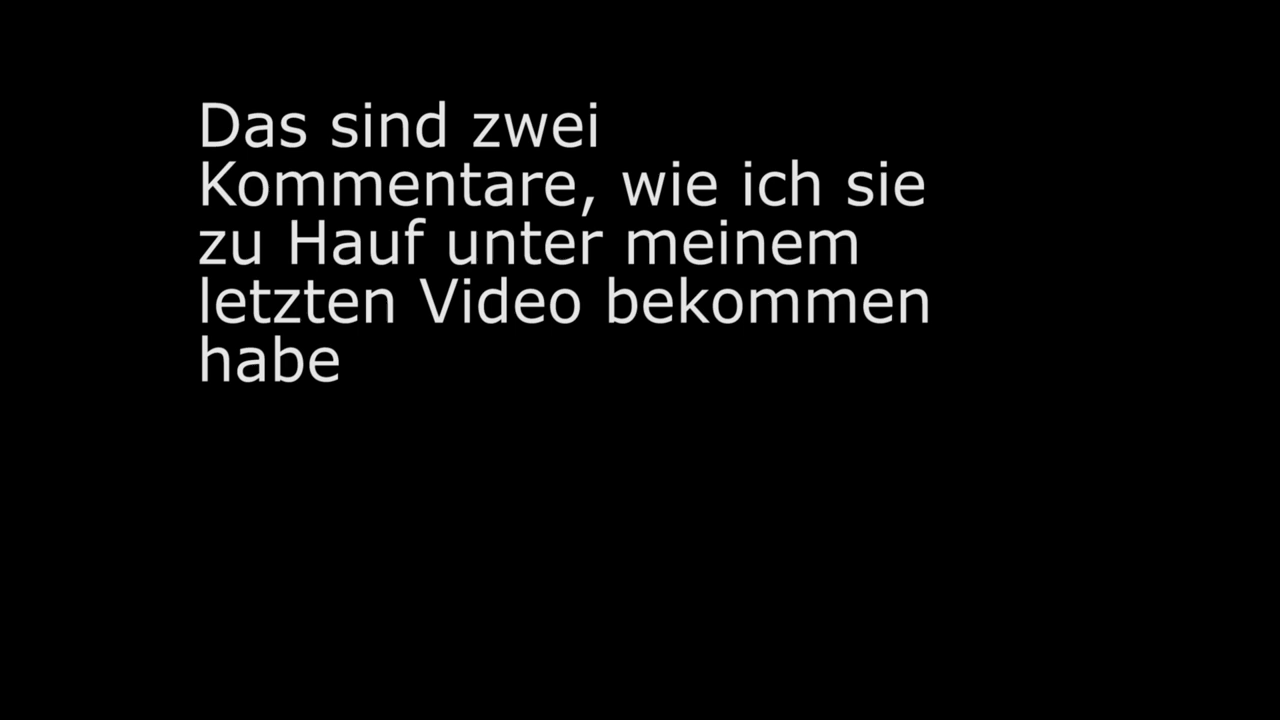 Das sind zwei
Kommentare, wie ich sie
zu Hauf unter meinem
letzten Video bekommen
habe